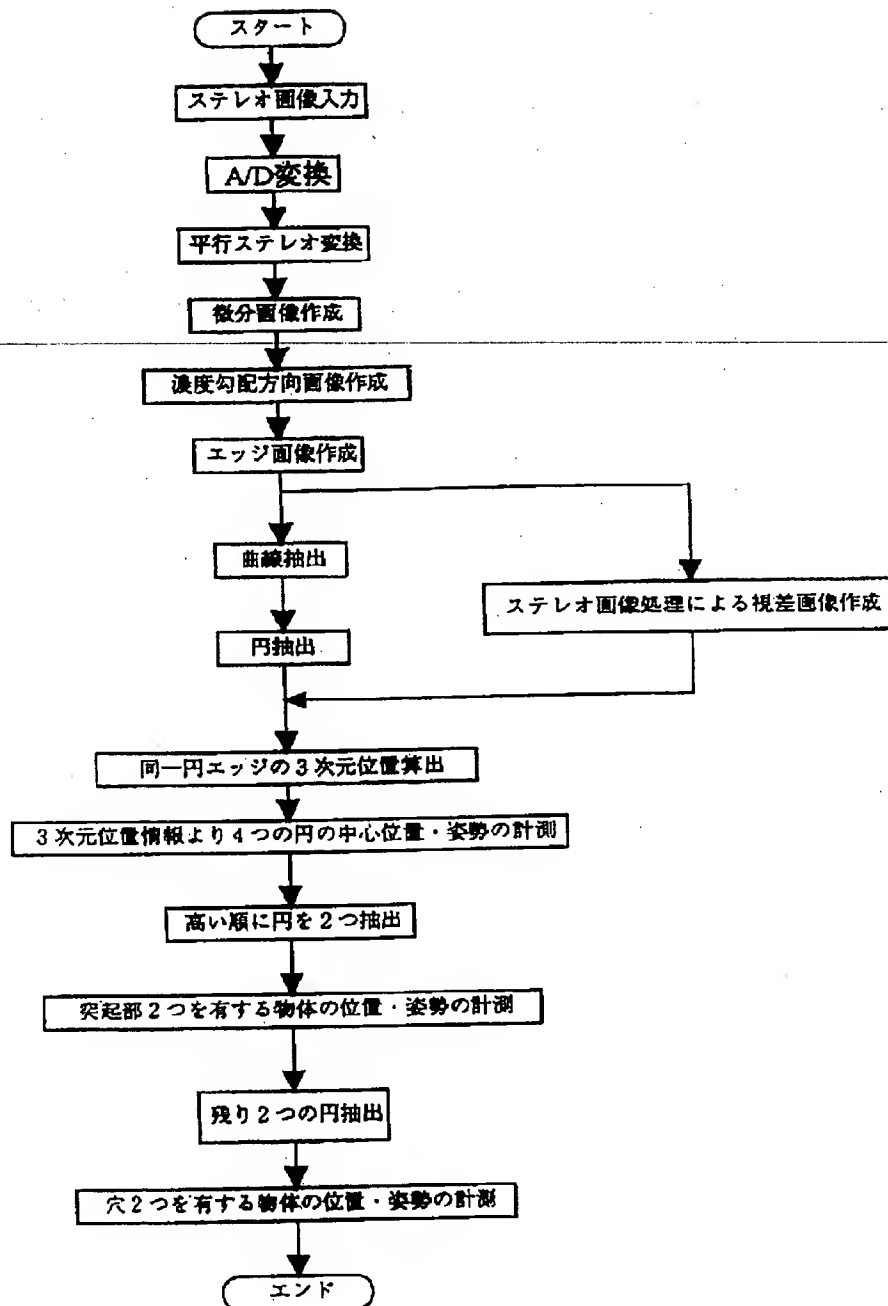 スタート
ステレオ画像入力
A/D変換
平行ステレオ変換
微分画像作成
濃度勾配方向画像作成
エッジ画像作成
曲線抽出
ステレオ画像処理による視差画像作成
円抽出
同一円エッジの3次元位置算出
3次元位置情報より4つの円の中心位置・姿勢の計測
高い順に円を2つ抽出
突起部2つを有する物体の位置・姿勢の計測
残り2つの円抽出
穴2つを有する物体の位置・姿勢の計測
エンド